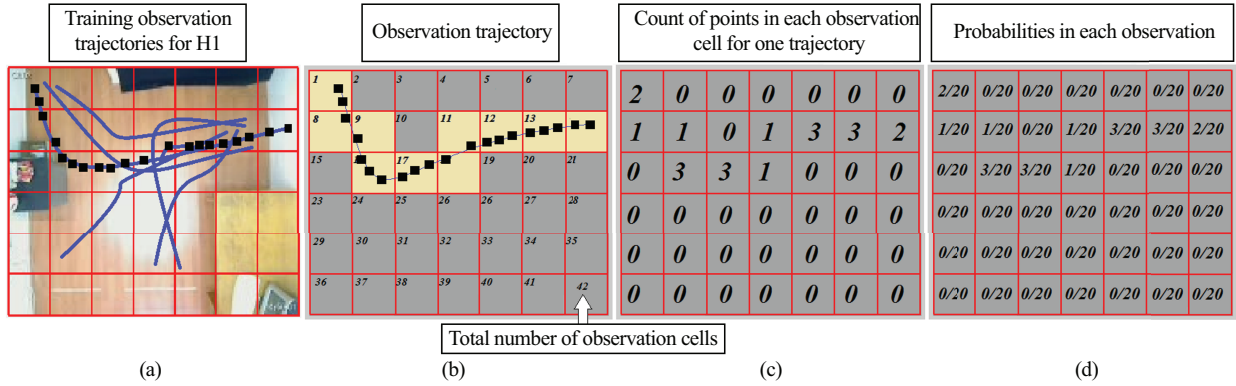 Training observation
trajectories for H1
Observation trajectory
1 2 3 4 5 6 7
8 9 10 11 12 13
15 17 19 20 21
23 24 25 26 26 27 28
29 30 31 32 33 34 35
36 37 38 39 40 41 42
Total number of observation cells
Count of points in each observation
cell for one trajectory
2 0 0 0 0 0 0
1 1 0 1 3 3 2
0 3 3 1 0 0 0
0 0 0 0 0 0 0
0 0 0 0 0 0 0
0 0 0 0 0 0 0
Probabilities in each observation
2/20 0/20 0/20 0/20 0/20 0/20 0/20
1/20 1/20 0/20 1/20 3/20 3/20 2/20
0/20 3/20 3/20 1/20 0/20 0/20 0/20
0/20 0/20 0/20 0/20 0/20 0/20 0/20
0/20 0/20 0/20 0/20 0/20 0/20 0/20
0/20 0/20 0/20 0/20 0/20 0/20 0/20
(a)
(b)
(c)
(d)